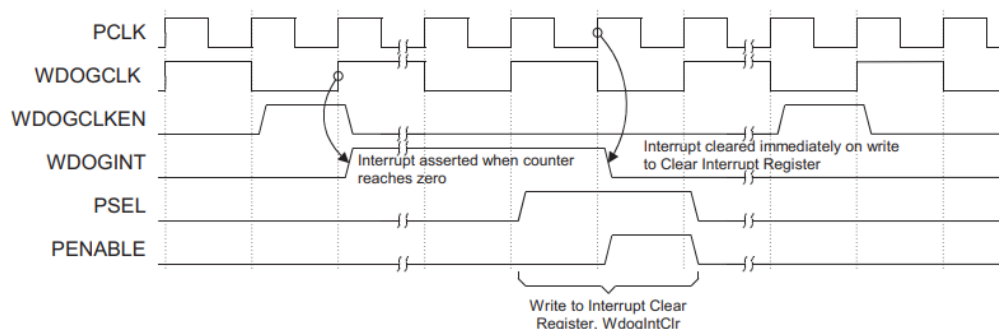 PCLK
WDOGCLK
WDOGCLKEN
WDOGINT
Interrupt asserted when counter
reaches zero
Interrupt cleared immediately on write
to Clear Interrupt Register
PSEL
PENABLE
Write to Interrupt Clear
Register, WdogIntClr